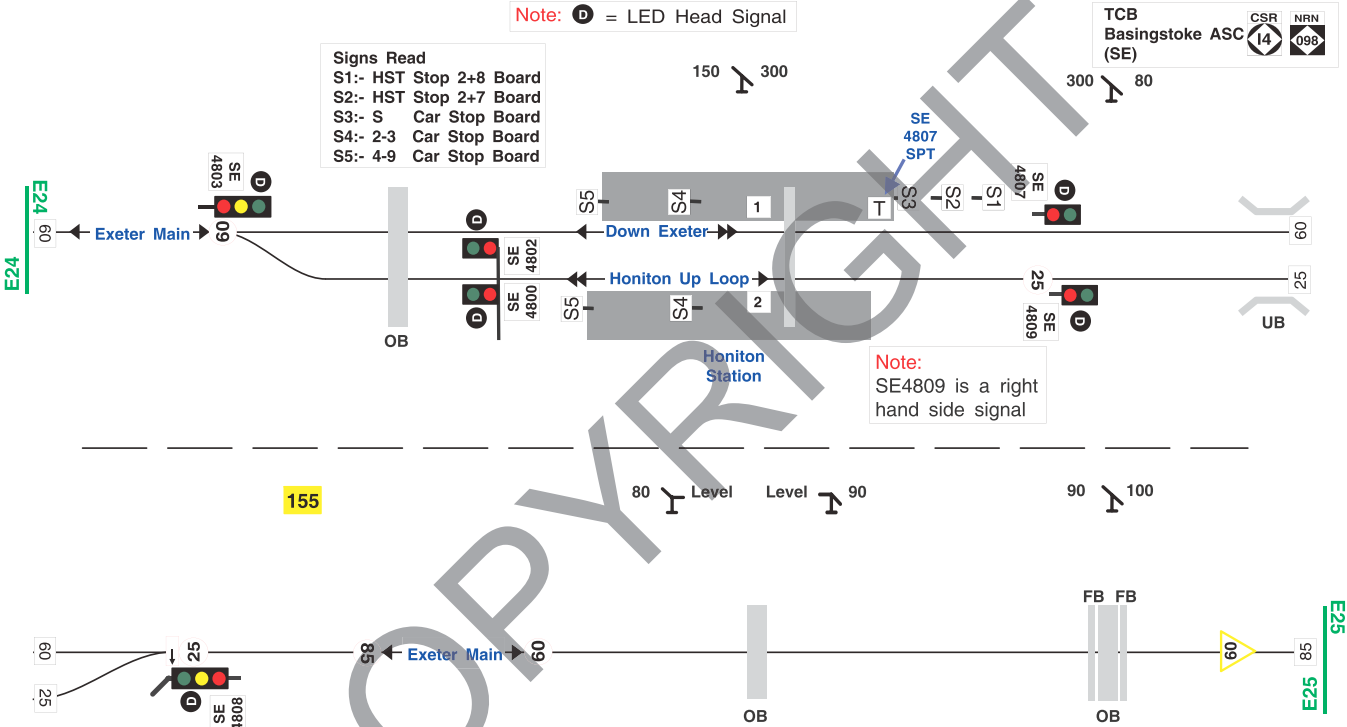 Note: D = LED Head Signal
TCB
Basingstoke ASC
(SE)
CSR
14
NRN
098
Signs Read
S1:- HST Stop 2+8 Board
S2:- HST Stop 2+7 Board
S3:- S Car Stop Board
S4:- 2-3 Car Stop Board
S5:- 4-9 Car Stop Board
150 300
300 80
SE
4807
SPT
E24
E24
60
Exeter Main
SE
4803
D
60
OB
D
SE
4802
SE
4800
D
S5
S4
1
T
S3
S2
S1
SE
4807
D
Down Exeter
60
Honiton Up Loop
25
25
S5
S4
2
SE
4809
D
UB
Honiton
Station
Note:
SE4809 is a right
hand side signal
155
80 Level
Level 90
90 100
60
25
25
D
SE
4808
85
Exeter Main
60
OB
FB FB
OB
60
85
E25
E25
COPYRIGHT